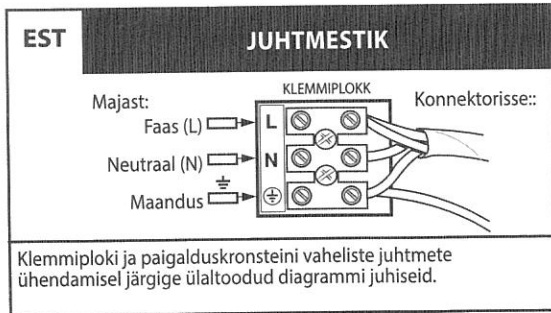 EST JUHTMESTIK
KLEMMIPLOKK
Majast:
Konnektorisse::
Faas (L)
L
Neutraal (N)
N
Maandus
Klemmiploki ja paigalduskronsteini vaheliste juhtmete
ühendamisel järgige ülaltoodud diagrammi juhiseid.